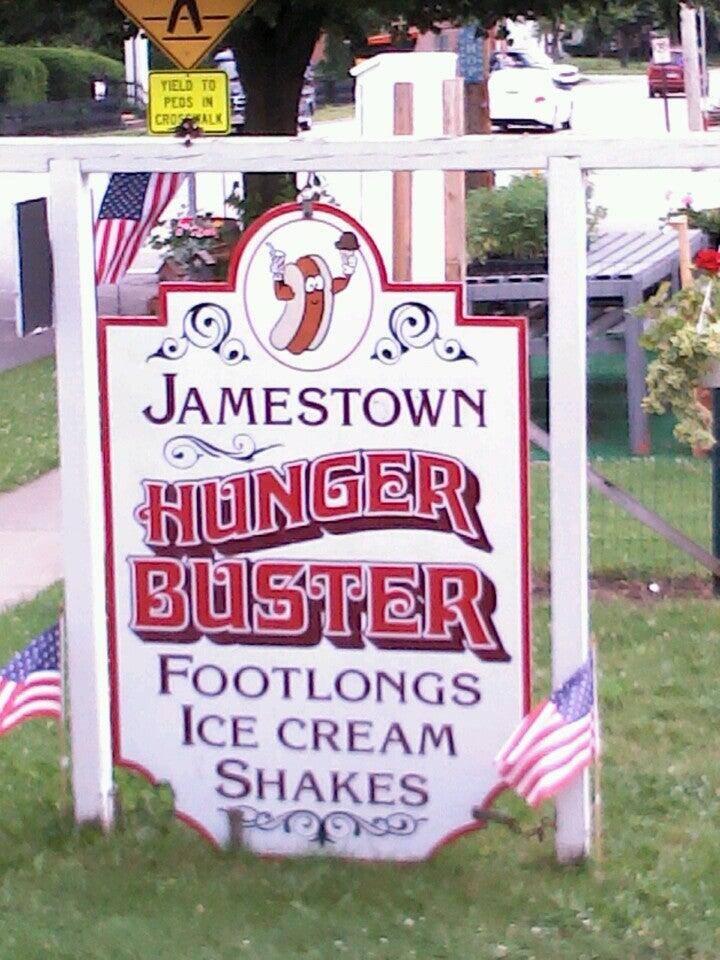 YIELD TO
PEDS IN
CROSSWALK
JAMESTOWN
HUNGER
BUSTER
FOOTLONGS
ICE CREAM
SHAKES